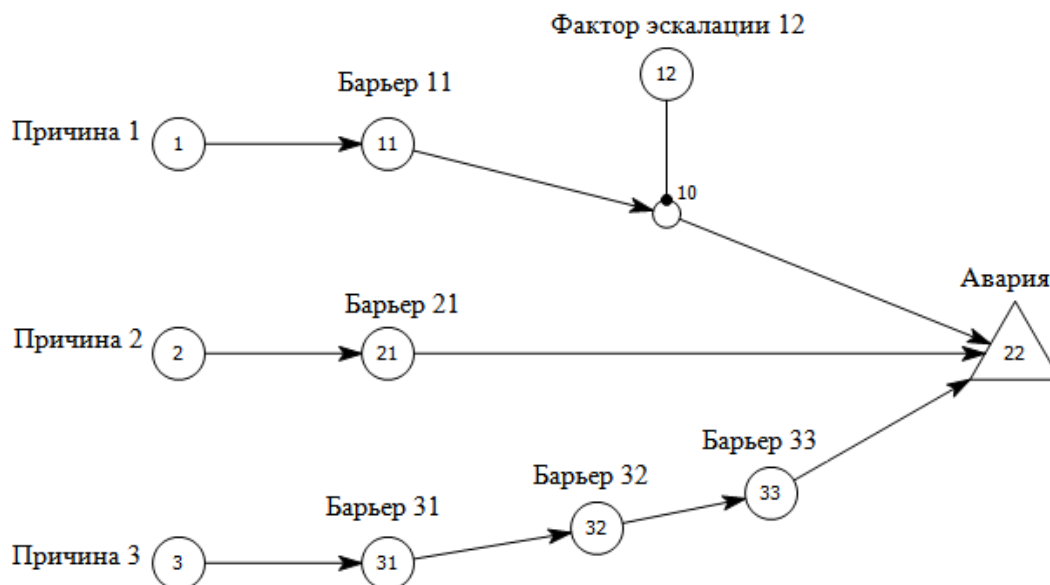 Фактор эскалации 12
12
Барьер 11
Причина 1
1
11
10
Авария
Барьер 21
Причина 2
2
21
22
Барьер 33
Барьер 32
33
Барьер 31
32
Причина 3
3
31